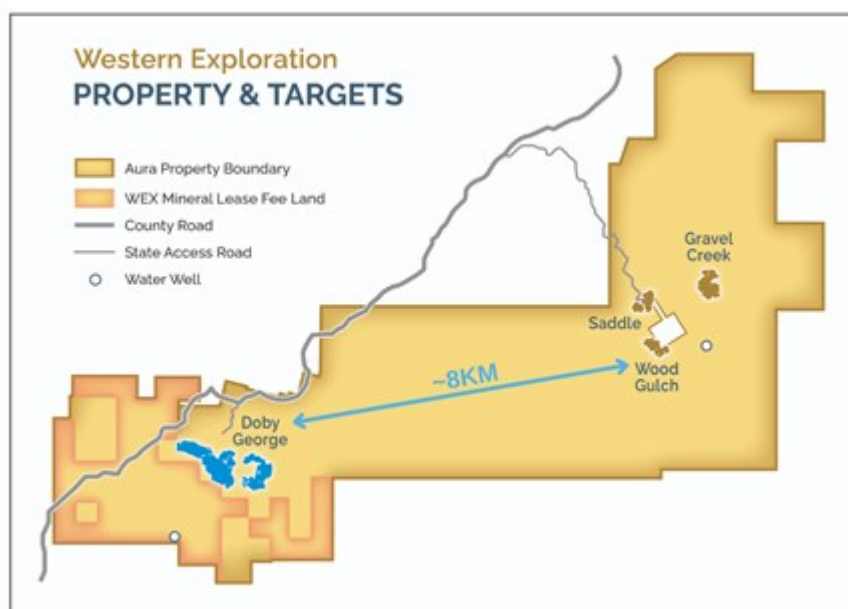 Western Exploration
PROPERTY & TARGETS
Aura Property Boundary
WEX Mineral Lease Fee Land
County Road
State Access Road
Water Well
Gravel
Creek
Saddle
Wood
Gulch
~8KM
Doby
George